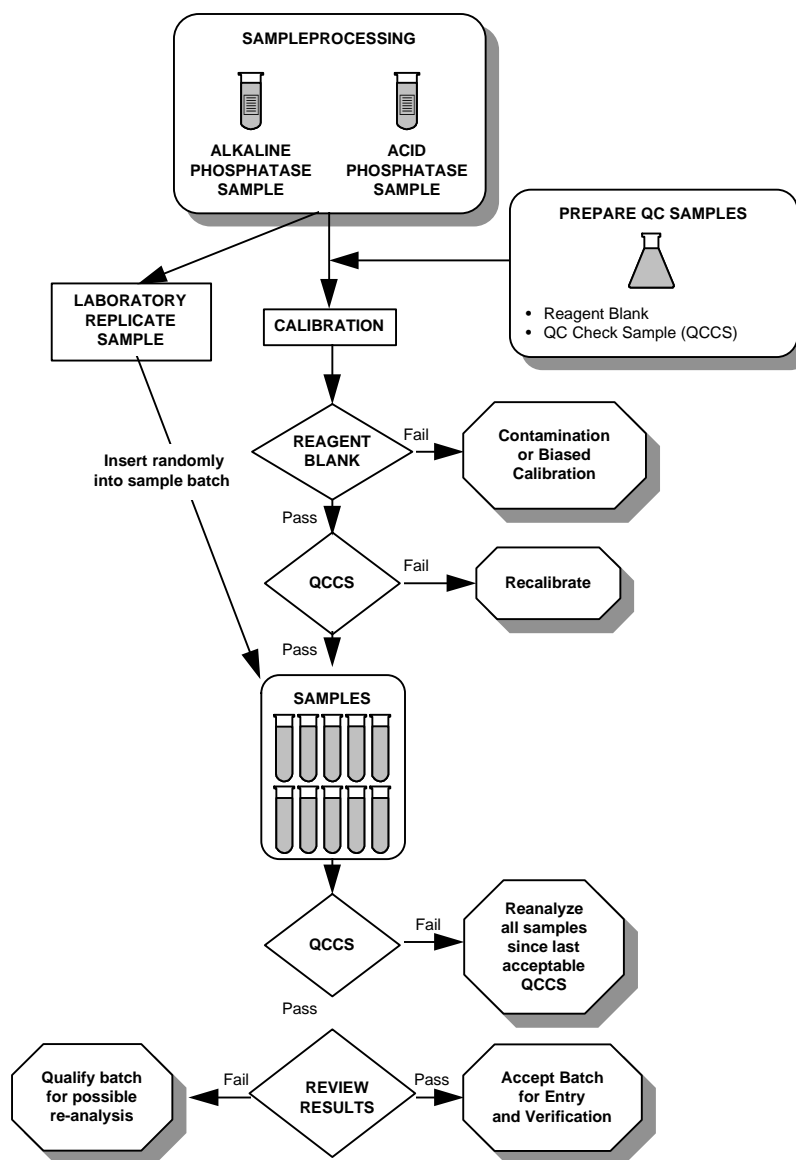 SAMPLEPROCESSING
ALKALINE
PHOSPHATASE
SAMPLE
ACID
PHOSPHATASE
SAMPLE
PREPARE QC SAMPLES
• Reagent Blank
• QC Check Sample (QCCS)
LABORATORY
REPLICATE
SAMPLE
CALIBRATION
Insert randomly
into sample batch
REAGENT
BLANK
Fail
Contamination
or Biased
Calibration
Pass
QCCS
Fail
Recalibrate
Pass
SAMPLES
QCCS
Fail
Reanalyze
all samples
since last
acceptable
QCCS
Pass
Qualify batch
for possible
re-analysis
Fail
REVIEW
RESULTS
Pass
Accept Batch
for Entry
and Verification